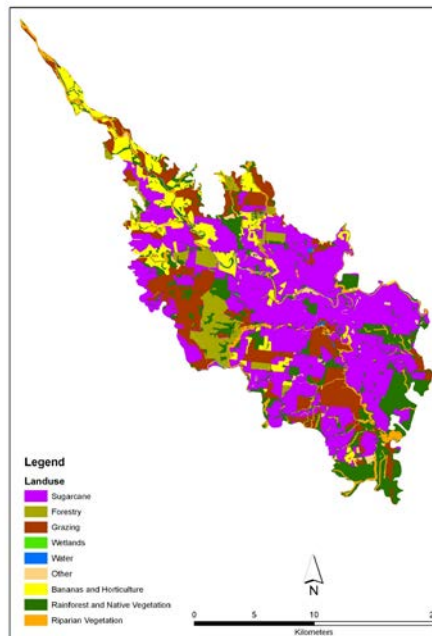 Legend
Landuse
Sugarcane
Forestry
Grazing
Wetlands
Water
Other
Bananas and Horticulture
Rainforest and Native Vegetation
Riparian Vegetation
N
0 5 10
Kilometers